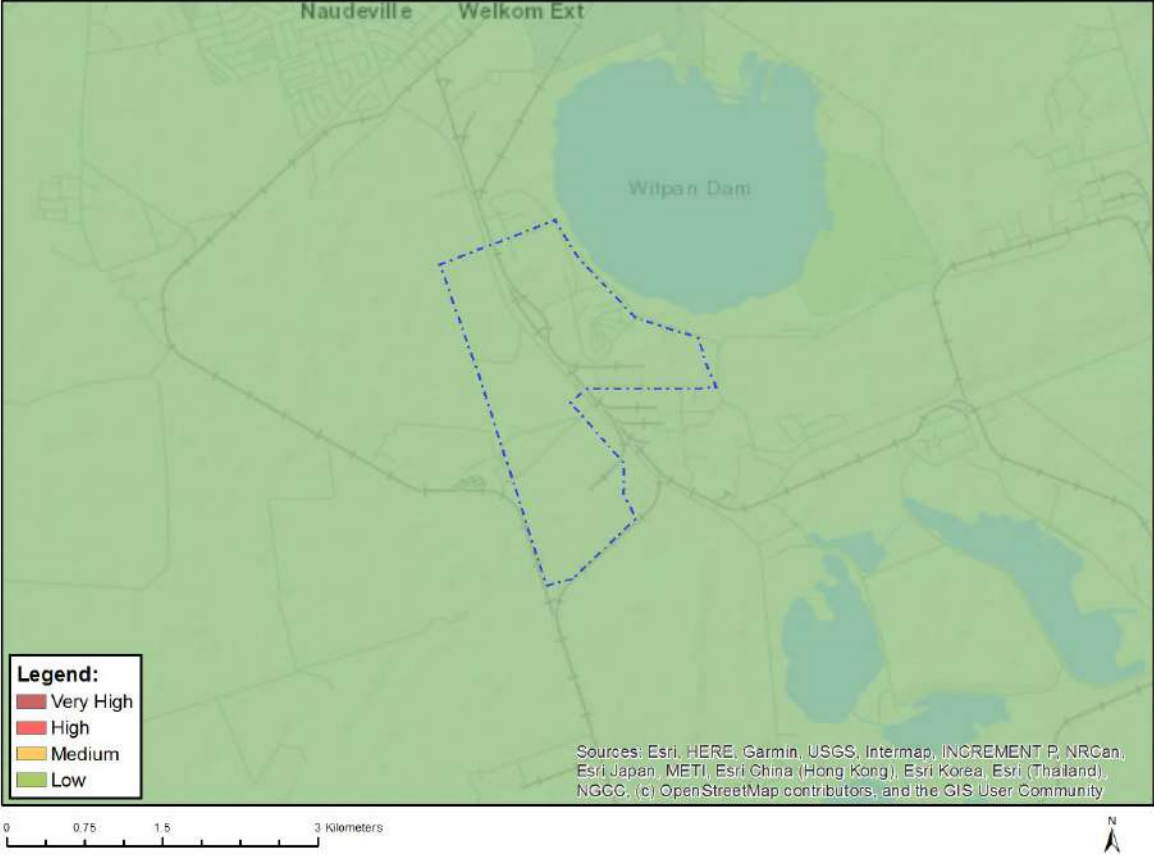 Naudeville Welkom Ext
Witpan Dam
Legend:
Very High
High
Medium
Low
Sources: Esri, HERE, Garmin, USGS, Intermap, INCREMENT P, NRCan,
Esri Japan, METI, Esri China (Hong Kong), Esri Korea, Esri (Thailand),
NGCC, (c) OpenStreetMap contributors, and the GIS User Community
0 0.75 1.5 3 Kilometers
N